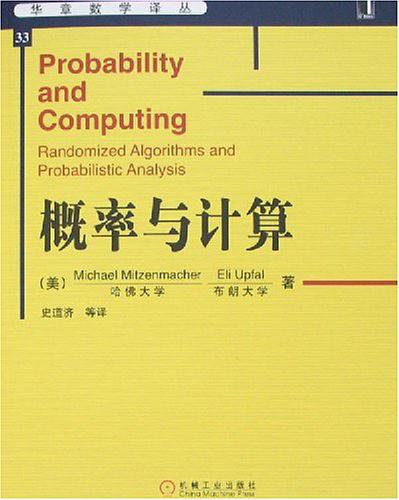 华章数学译丛
33
Probability
and
Computing
Randomized Algorithms and
Probabilistic Analysis
概率与计算
(美) Michael Mitzenmacher Eli Upfal 著
哈佛大学 布朗大学
史道济 等译
机械工业出版社
China Machine Press